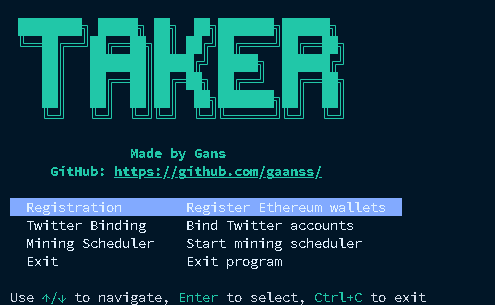 TAKER
Made by Gans
GitHub: https://github.com/gaanss/
Registration Register Ethereum wallets
Twitter Binding Bind Twitter accounts
Mining Scheduler Start mining scheduler
Exit Exit program
Use ↑/↓ to navigate, Enter to select, Ctrl+C to exit